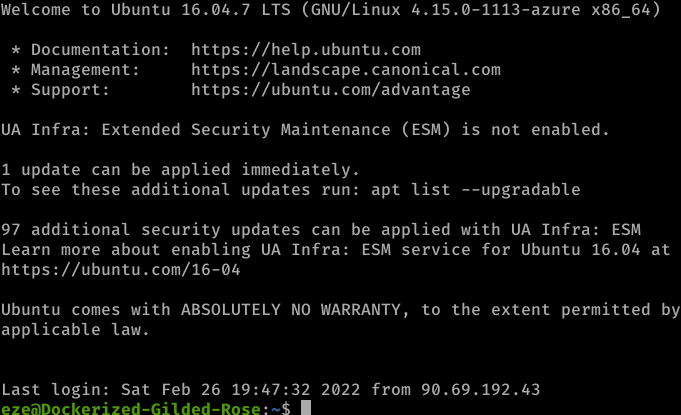 Welcome to Ubuntu 16.04.7 LTS (GNU/Linux 4.15.0-1113-azure x86_64)
* Documentation:  https://help.ubuntu.com
* Management:     https://landscape.canonical.com
* Support:        https://ubuntu.com/advantage
UA Infra: Extended Security Maintenance (ESM) is not enabled.
1 update can be applied immediately.
To see these additional updates run: apt list --upgradable
97 additional security updates can be applied with UA Infra: ESM
Learn more about enabling UA Infra: ESM service for Ubuntu 16.04 at
https://ubuntu.com/16-04
Ubuntu comes with ABSOLUTELY NO WARRANTY, to the extent permitted by
applicable law.
Last login: Sat Feb 26 19:47:32 2022 from 90.69.192.43
eze@Dockerized-Gilded-Rose:~$